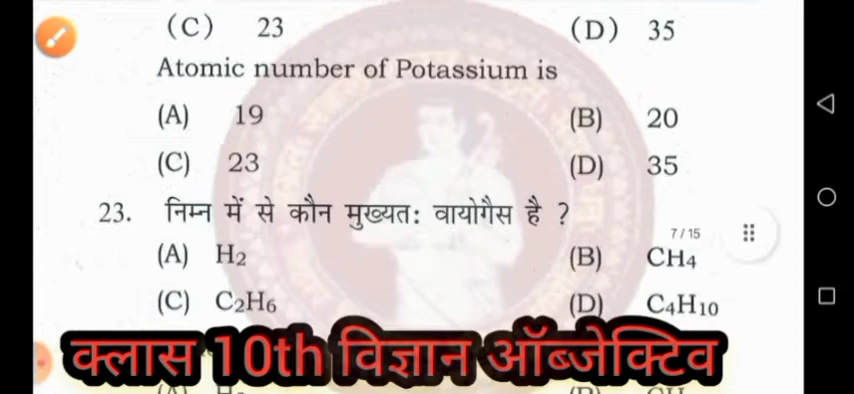 (C) 23 (D) 35
Atomic number of Potassium is
(A) 19 (B) 20
(C) 23 (D) 35
23. निम्न में से कौन मुख्यत: वायोगैस है ?
7 / 15
(A) H2 (B) CH4
(C) C2H6 (D) C4H10
क्लास 10th विज्ञान ऑब्जेक्टिव